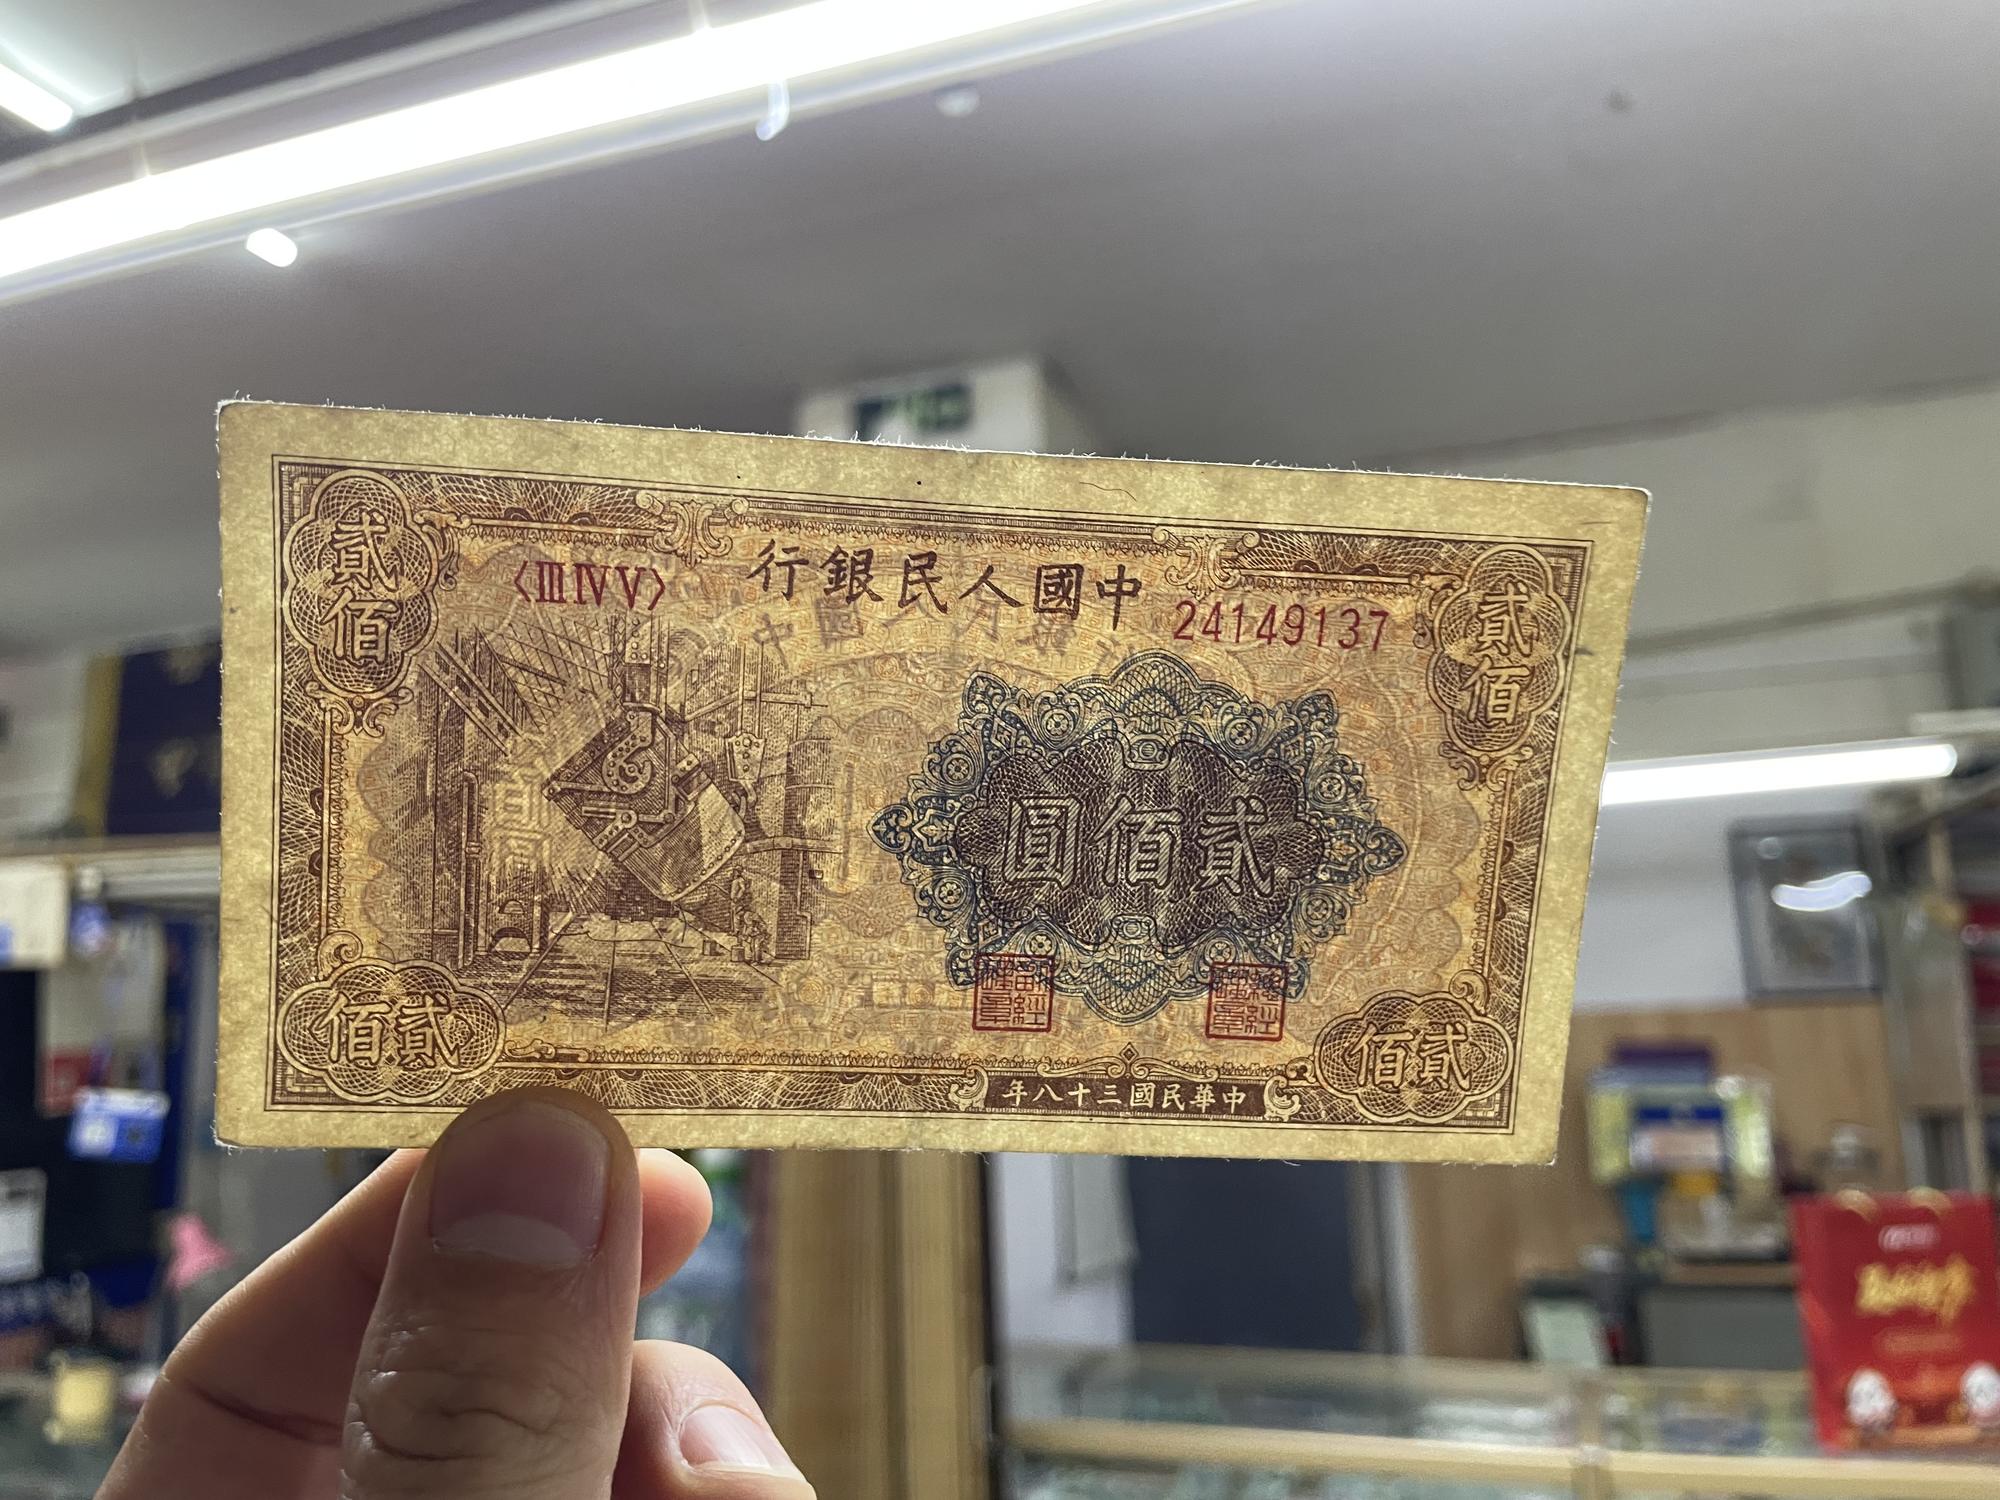 貳佰
〈ⅢⅣⅤ〉
行銀民人國中
24149137
貳佰
圓佰貳
佰貳
年八十三國民華中
佰貳